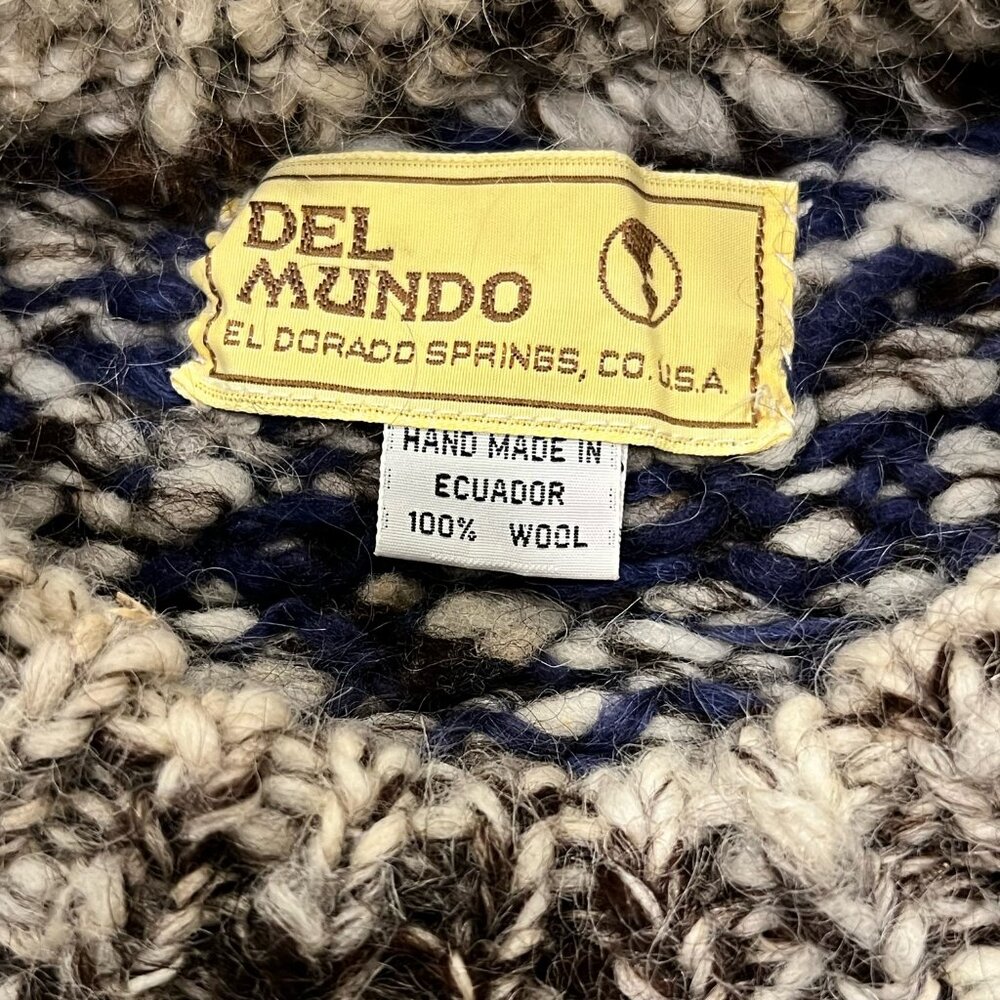 DEL
MUNDO
EL DORADO SPRINGS, CO. U.S.A
HAND MADE IN
ECUADOR
100% WOOL